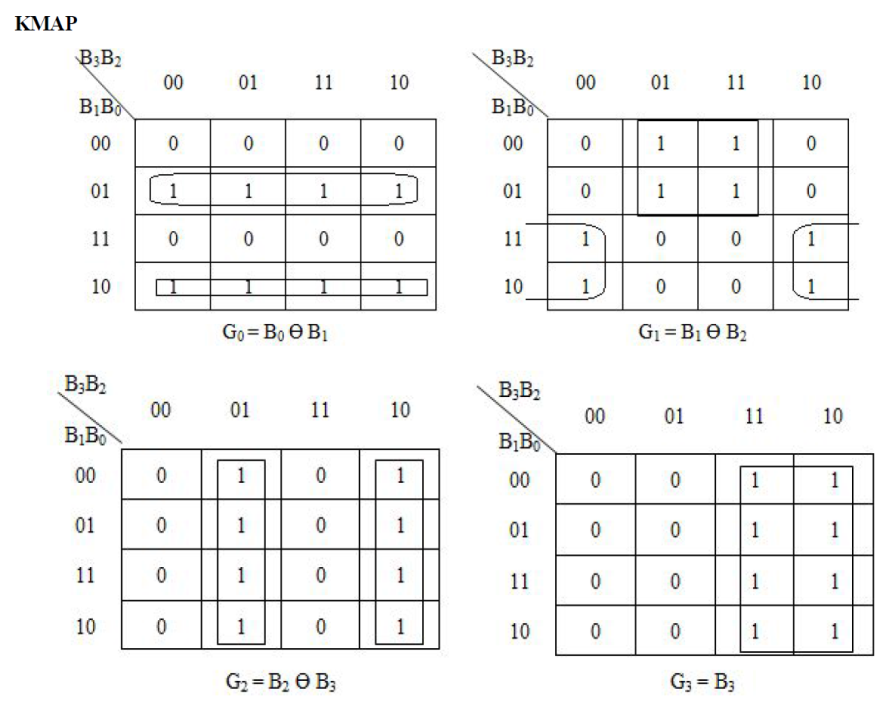 KMAP
B₃B₂
00 01 11 10
B₁B₀
00 0 0 0 0
01 1 1 1 1
11 0 0 0 0
10 1 1 1 1
G₀ = B₀ Ɵ B₁
B₃B₂
00 01 11 10
B₁B₀
00 0 1 1 0
01 0 1 1 0
11 1 0 0 1
10 1 0 0 1
G₁ = B₁ Ɵ B₂
B₃B₂
00 01 11 10
B₁B₀
00 0 1 0 1
01 0 1 0 1
11 0 1 0 1
10 0 1 0 1
G₂ = B₂ Ɵ B₃
B₃B₂
00 01 11 10
B₁B₀
00 0 0 1 1
01 0 0 1 1
11 0 0 1 1
10 0 0 1 1
G₃ = B₃